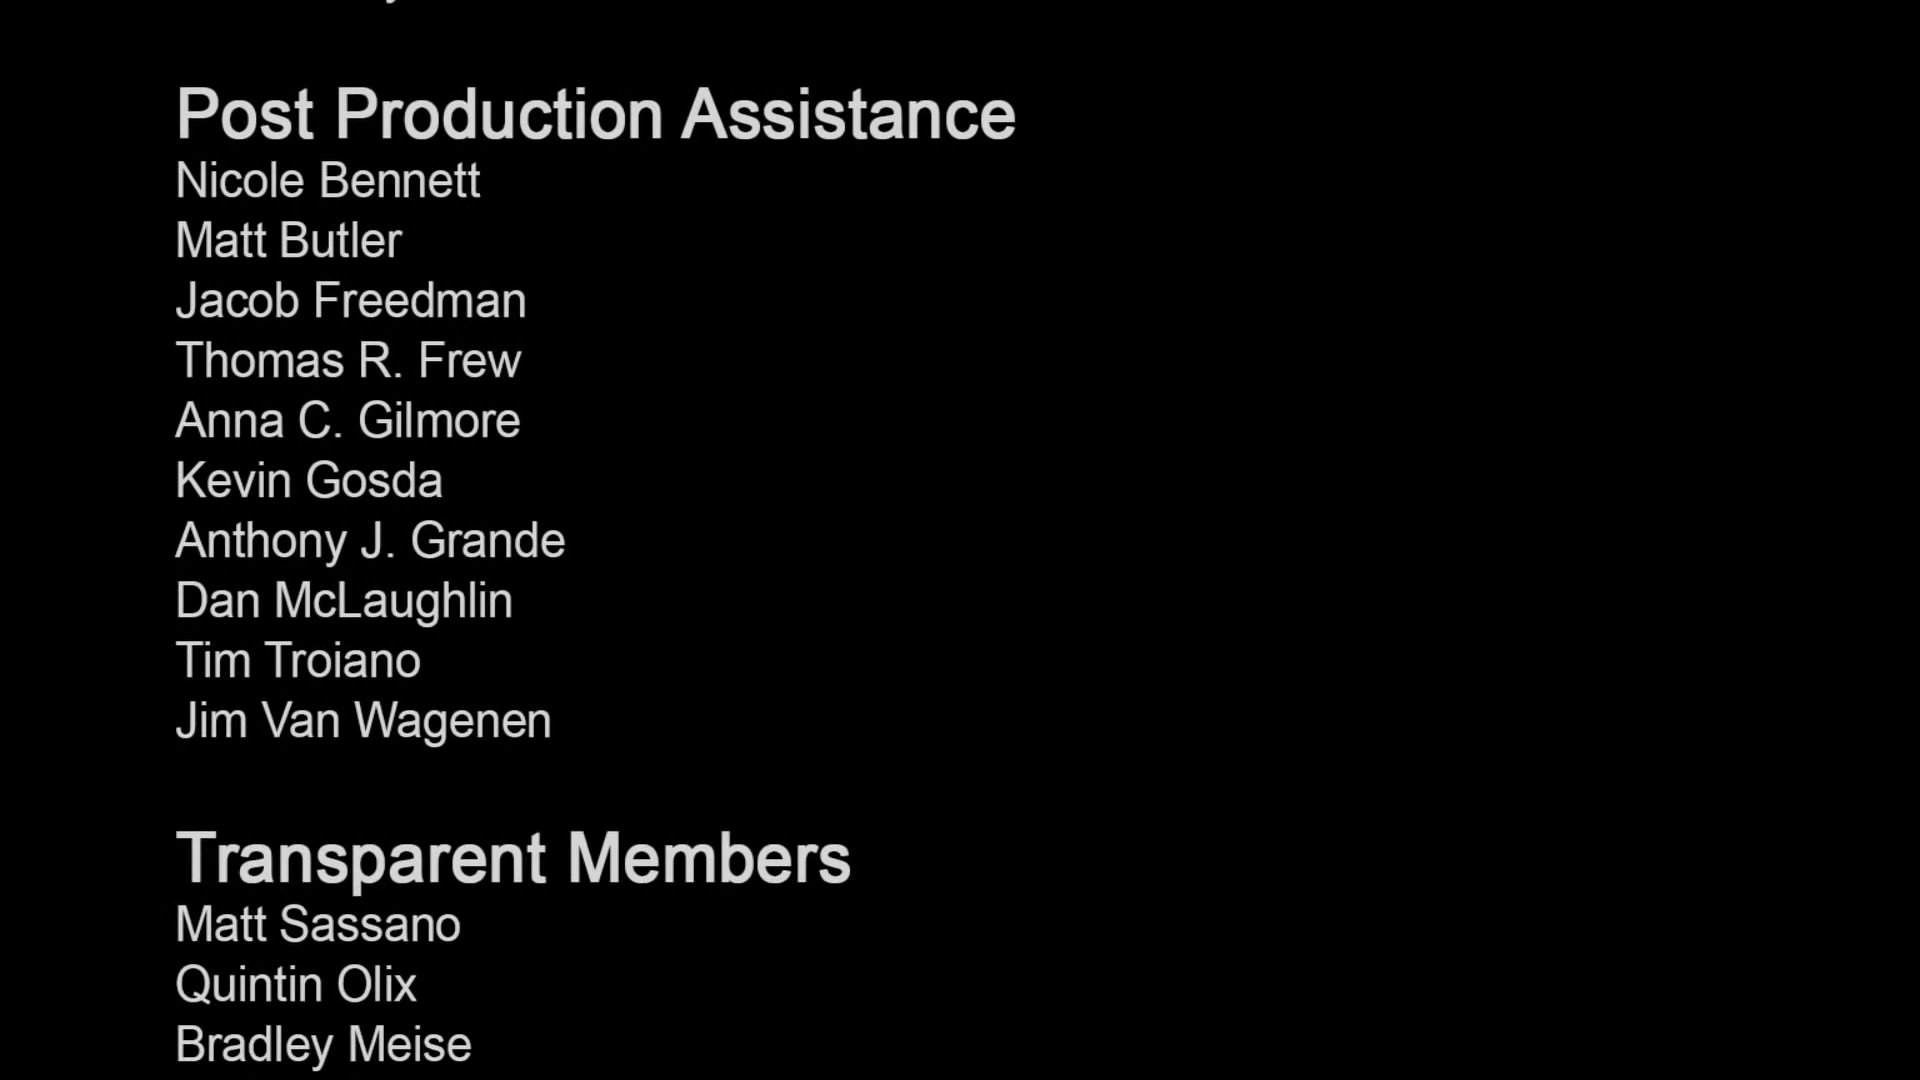 Post Production Assistance
Nicole Bennett
Matt Butler
Jacob Freedman
Thomas R. Frew
Anna C. Gilmore
Kevin Gosda
Anthony J. Grande
Dan McLaughlin
Tim Troiano
Jim Van Wagenen
Transparent Members
Matt Sassano
Quintin Olix
Bradley Meise